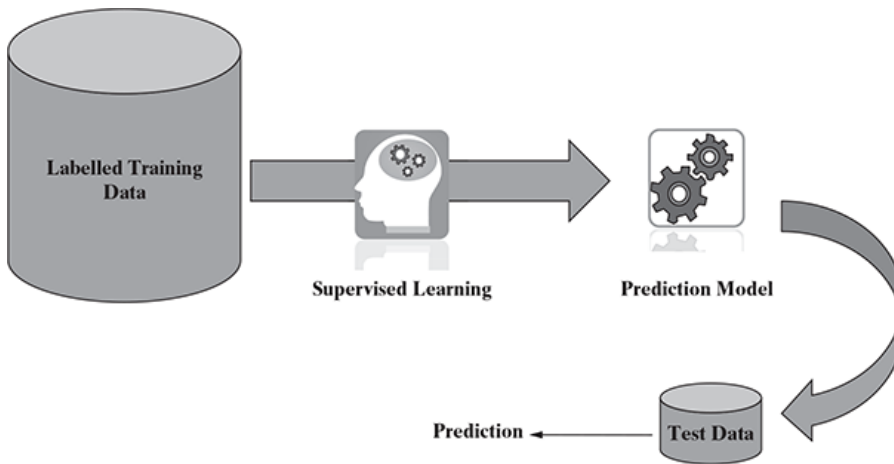 Labelled Training
Data
Supervised Learning
Prediction Model
Test Data
Prediction